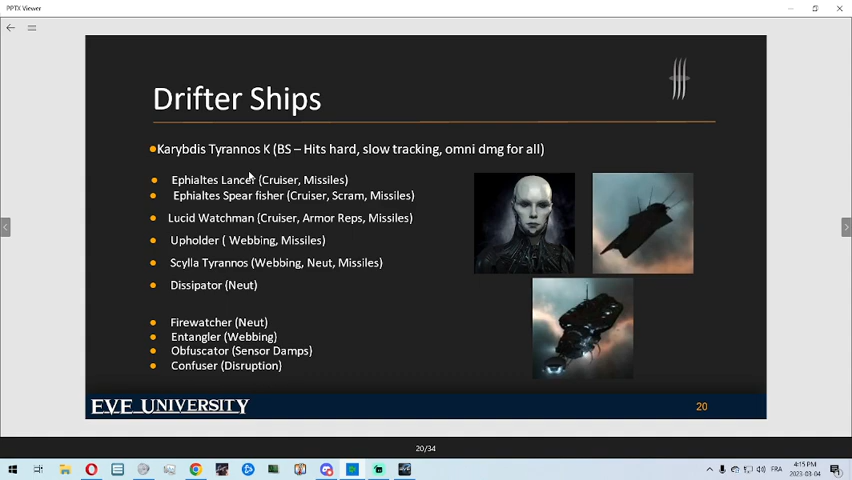 PPTX Viewer
Drifter Ships
Karybdis Tyrannos K (BS – Hits hard, slow tracking, omni dmg for all)
Ephialtes Lancer (Cruiser, Missiles)
Ephialtes Spear fisher (Cruiser, Scram, Missiles)
Lucid Watchman (Cruiser, Armor Reps, Missiles)
Upholder ( Webbing, Missiles)
Scylla Tyrannos (Webbing, Neut, Missiles)
Dissipator (Neut)
Firewatcher (Neut)
Entangler (Webbing)
Obfuscator (Sensor Damps)
Confuser (Disruption)
EVE UNIVERSITY
20
20/34
FRA
4:15 PM
2023-03-04